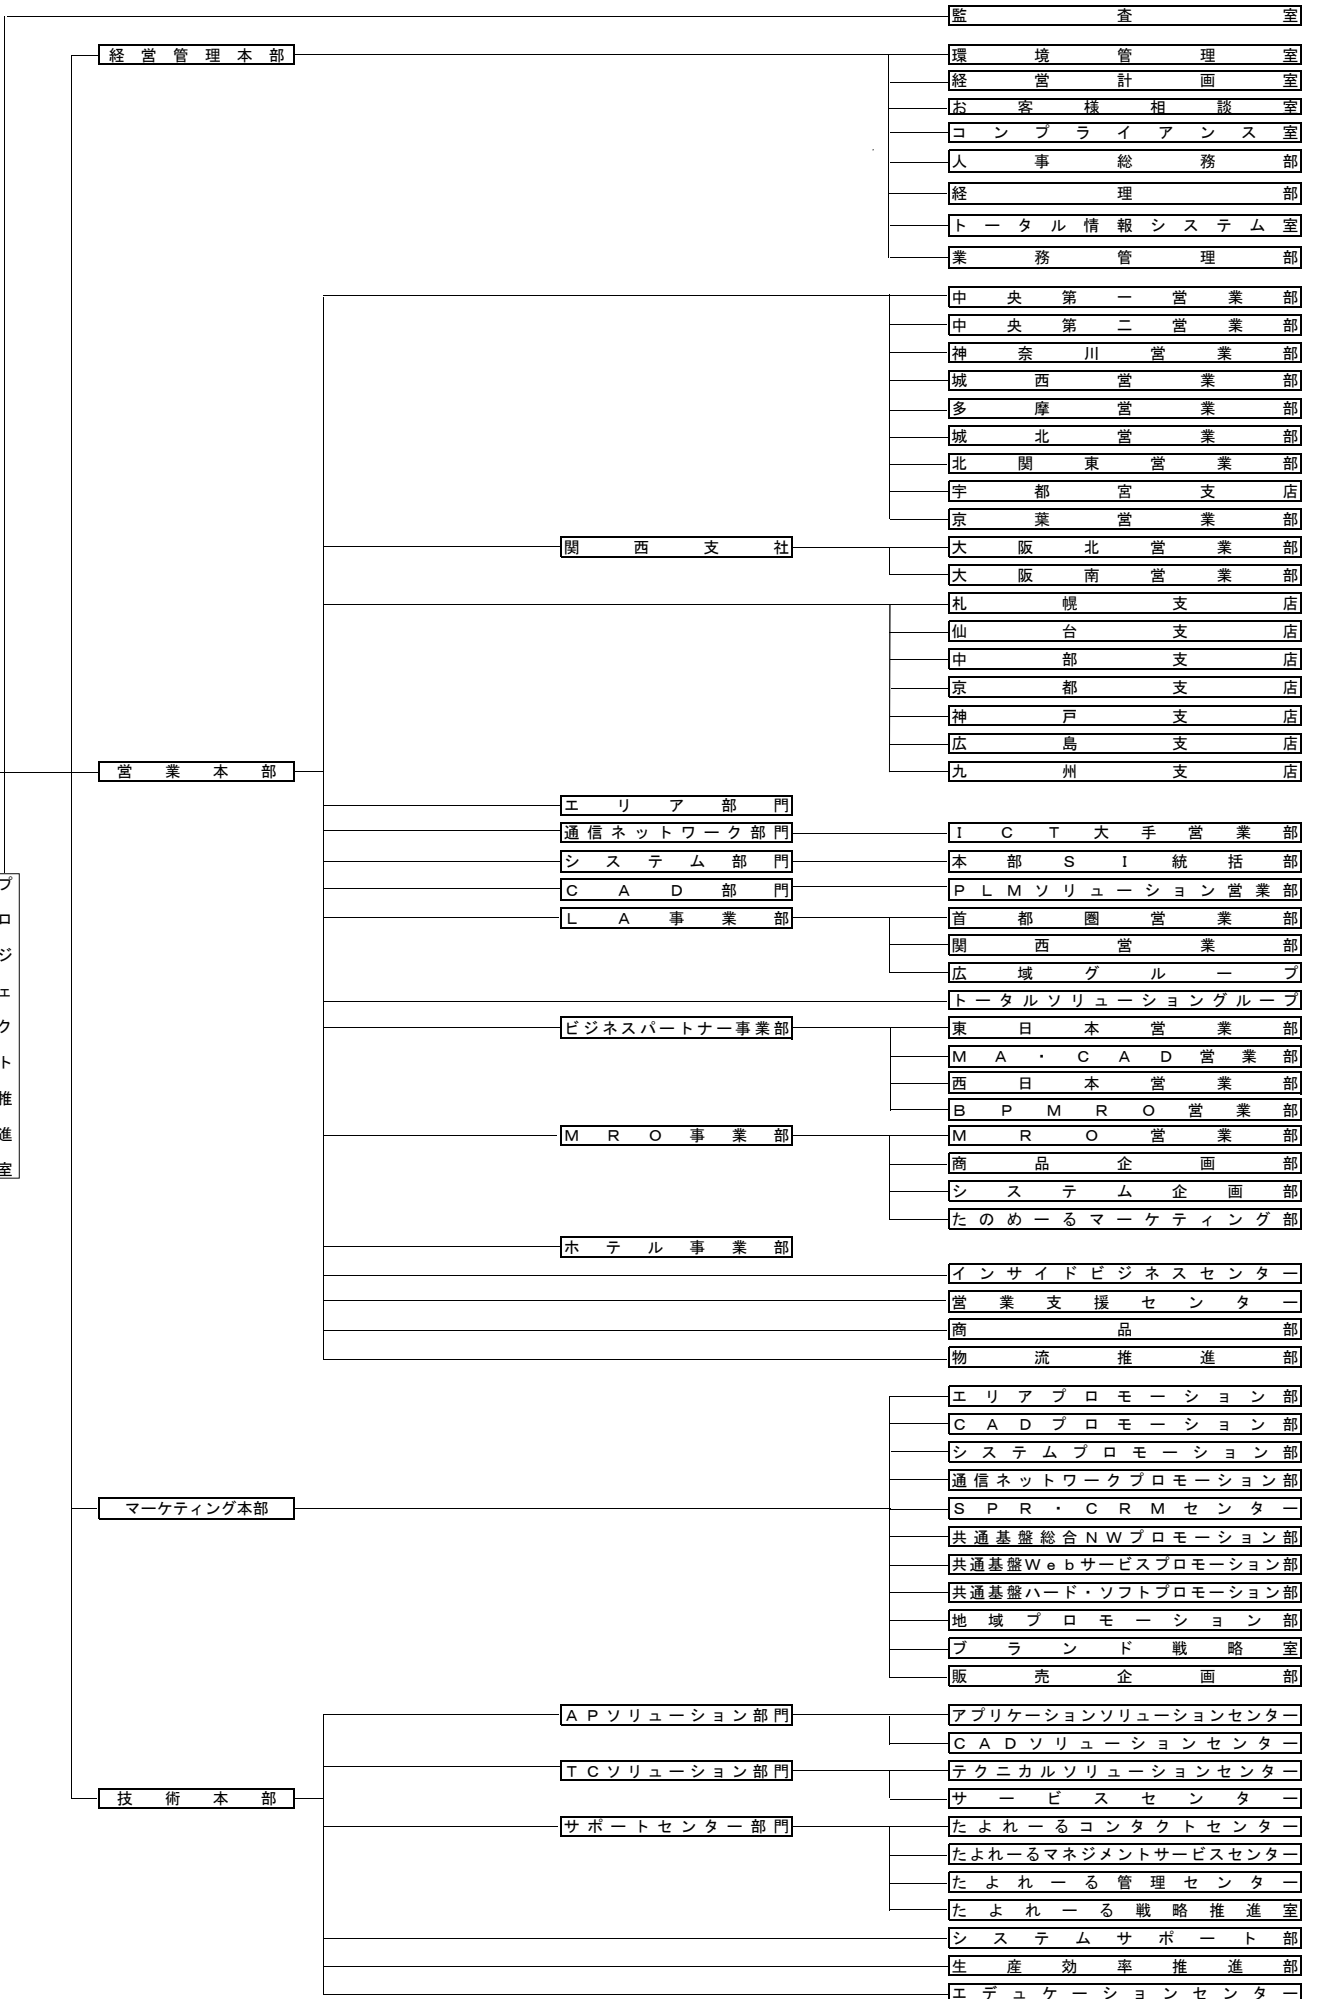 監査室
経営管理本部
環境管理室
経営計画室
お客様相談室
コンプライアンス室
人事総務部
経理部
トータル情報システム室
業務管理部
中央第一営業部
中央第二営業部
神奈川営業部
城西営業部
多摩営業部
城北営業部
北関東営業部
宇都宮支店
京葉営業部
関西支社
大阪北営業部
大阪南営業部
札幌支店
仙台支店
中部支店
京都支店
神戸支店
広島支店
営業本部
九州支店
エリア部門
通信ネットワーク部門
ICT大手営業部
システム部門
本部SI統括部
CAD部門
PLMソリューション営業部
LA事業部
首都圏営業部
関西営業部
広域グループ
トータルソリューショングループ
ビジネスパートナー事業部
東日本営業部
MA・CAD営業部
西日本営業部
BPMRO営業部
MRO事業部
MRO営業部
商品企画部
システム企画部
たのめーるマーケティング部
プロジェクト推進室
ホテル事業部
インサイドビジネスセンター
営業支援センター
商品部
物流推進部
エリアプロモーション部
CADプロモーション部
システムプロモーション部
通信ネットワークプロモーション部
マーケティング本部
SPR・CRMセンター
共通基盤総合NWプロモーション部
共通基盤Webサービスプロモーション部
共通基盤ハード・ソフトプロモーション部
地域プロモーション部
ブランド戦略室
販売企画部
APソリューション部門
アプリケーションソリューションセンター
CADソリューションセンター
TCソリューション部門
テクニカルソリューションセンター
技術本部
サービスセンター
サポートセンター部門
たよれーるコンタクトセンター
たよれーるマネジメントサービスセンター
たよれーる管理センター
たよれーる戦略推進室
システムサポート部
生産効率推進部
エデュケーションセンター